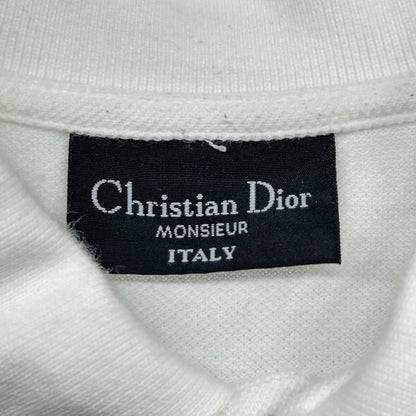 Christian Dior
MONSIEUR
ITALY